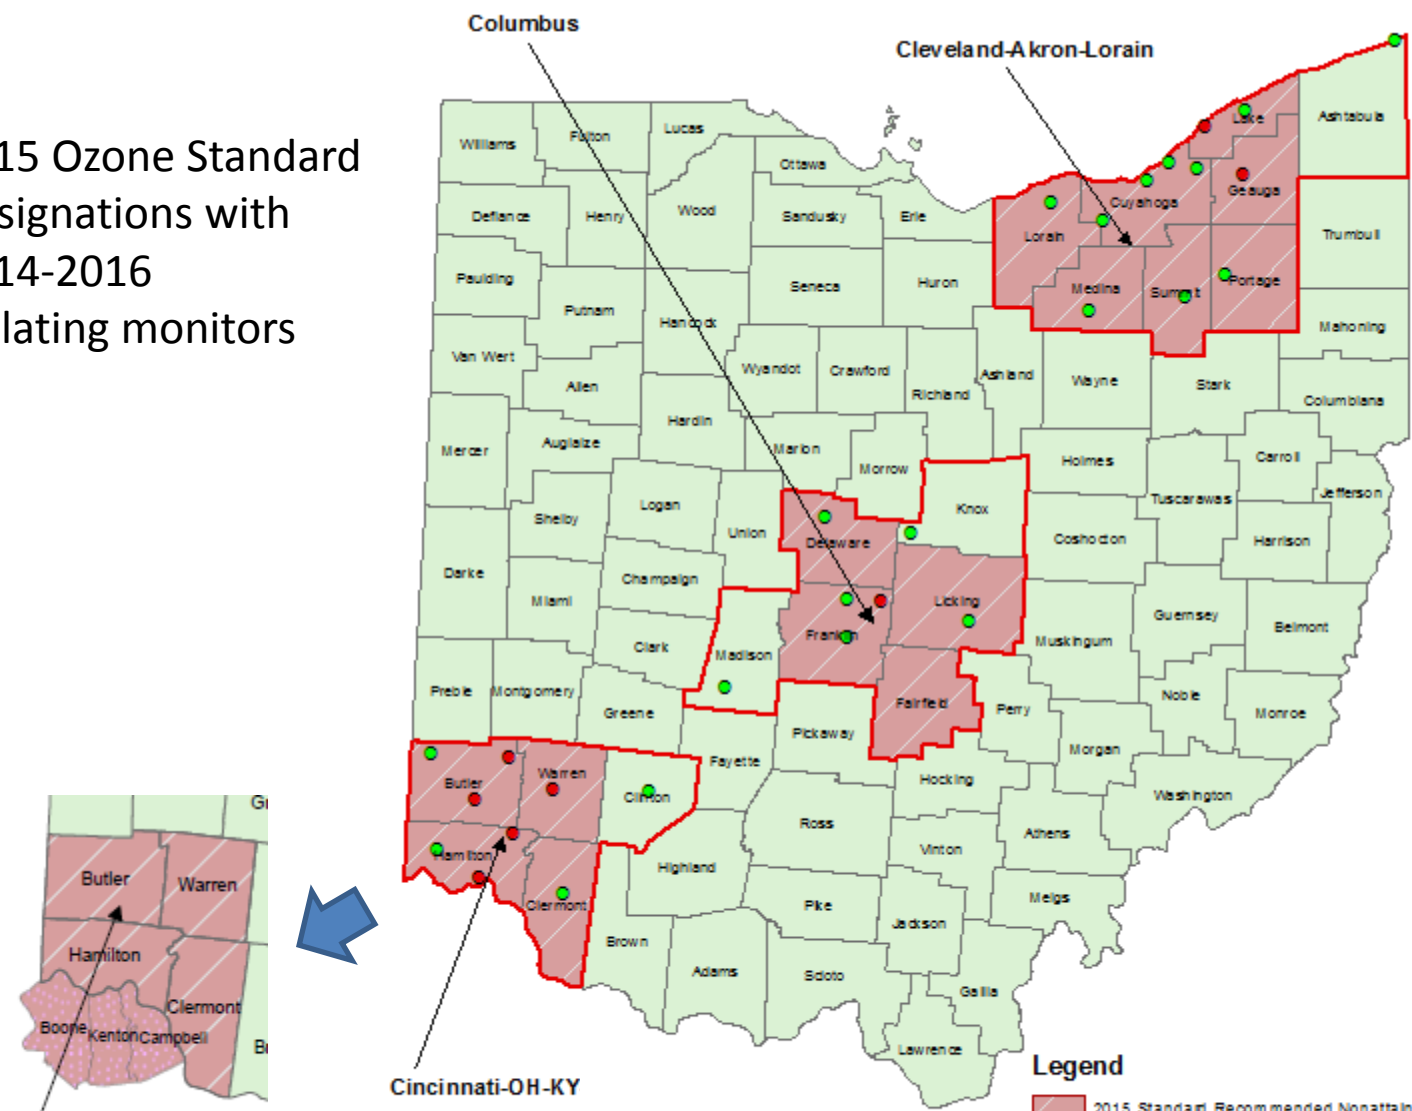 15 Ozone Standard
signations with
14-2016
lating monitors
Columbus
Cleveland-Akron-Lorain
Williams
Fulton
Lucas
Ottawa
Lake
Ashtabula
Defiance
Henry
Wood
Sandusky
Erie
Lorain
Cuyahoga
Geauga
Trumbull
Paulding
Putnam
Hancock
Seneca
Huron
Medina
Summit
Portage
Mahoning
Van Wert
Allen
Wyandot
Crawford
Richland
Ashland
Wayne
Stark
Columbiana
Mercer
Auglaize
Hardin
Marion
Morrow
Holmes
Tuscarawas
Carroll
Jefferson
Shelby
Logan
Union
Delaware
Knox
Coshocton
Harrison
Darke
Miami
Champaign
Clark
Madison
Franklin
Licking
Muskingum
Guernsey
Belmont
Preble
Montgomery
Greene
Fairfield
Perry
Noble
Monroe
Pickaway
Fayette
Morgan
Butler
Warren
Clinton
Hocking
Washington
Hamilton
Clermont
Highland
Ross
Vinton
Athens
Brown
Adams
Pike
Jackson
Meigs
Scioto
Gallia
Lawrence
G
Butler
Warren
Hamilton
Clermont
Boone
Kenton
Campbell
B
Cincinnati-OH-KY
Legend
2015 Standard Recommended Nonattain